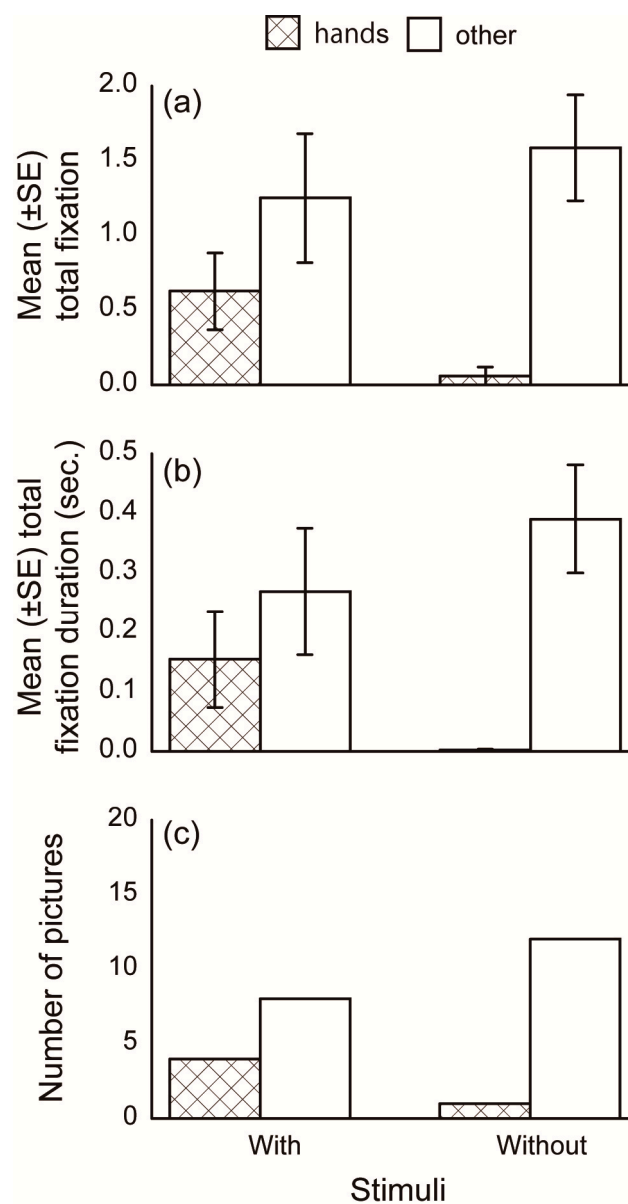 hands other
(a)
Mean (±SE)
total fixation
2.0
1.5
1.0
0.5
0.0
(b)
Mean (±SE) total
fixation duration (sec.)
0.5
0.4
0.3
0.2
0.1
0.0
(c)
Number of pictures
20
15
10
5
0
With Without
Stimuli